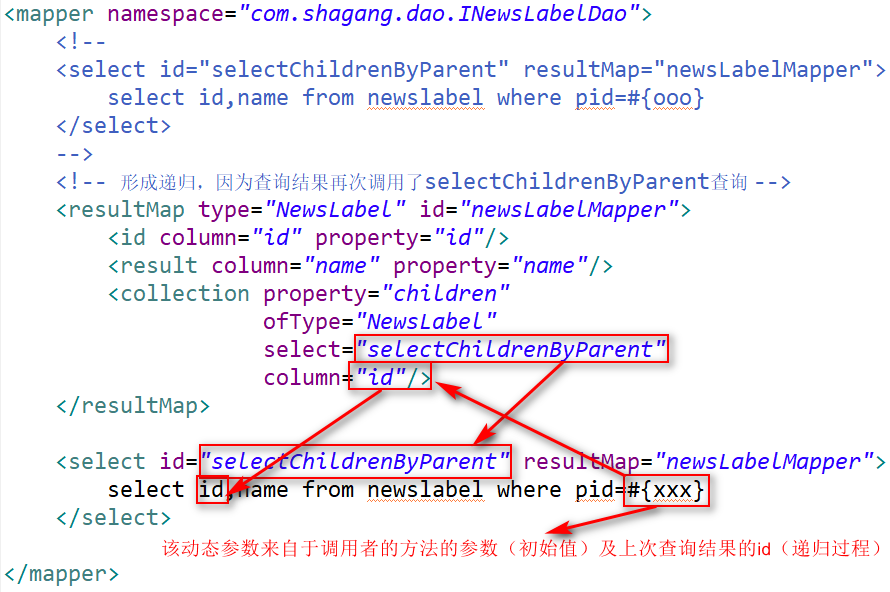 <mapper namespace="com.shagang.dao.INewsLabelDao">
<!--
<select id="selectChildrenByParent" resultMap="newsLabelMapper">
select id,name from newslabel where pid=#{ooo}
</select>
-->
<!-- 形成递归，因为查询结果再次调用了selectChildrenByParent查询 -->
<resultMap type="NewsLabel" id="newsLabelMapper">
<id column="id" property="id"/>
<result column="name" property="name"/>
<collection property="children"
ofType="NewsLabel"
select="selectChildrenByParent"
column="id"/>
</resultMap>
<select id="selectChildrenByParent" resultMap="newsLabelMapper">
select id,name from newslabel where pid=#{xxx}
</select>
该动态参数来自于调用者的方法的参数（初始值）及上次查询结果的id（递归过程）
</mapper>